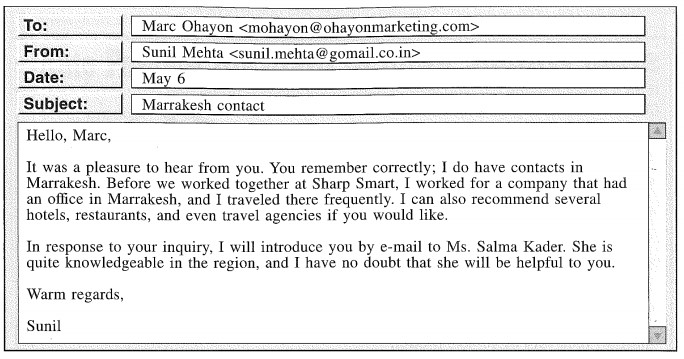 To: Marc Ohayon <mohayon@ohayonmarketing.com>
From: Sunil Mehta <sunil.mehta@gomail.co.in>
Date: May 6
Subject: Marrakesh contact
Hello, Marc,
It was a pleasure to hear from you. You remember correctly; I do have contacts in
Marrakesh. Before we worked together at Sharp Smart, I worked for a company that had
an office in Marrakesh, and I traveled there frequently. I can also recommend several
hotels, restaurants, and even travel agencies if you would like.
In response to your inquiry, I will introduce you by e-mail to Ms. Salma Kader. She is
quite knowledgeable in the region, and I have no doubt that she will be helpful to you.
Warm regards,
Sunil